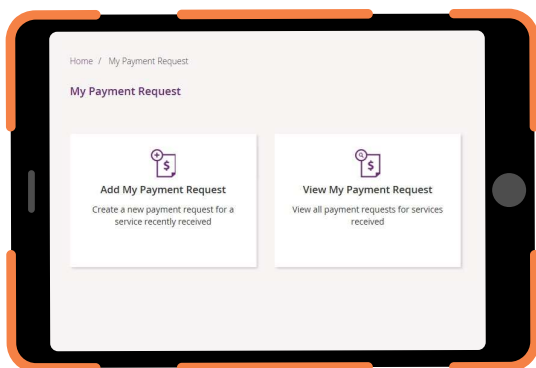 Home / My Payment Request
My Payment Request
$
$
Add My Payment Request
View My Payment Request
Create a new payment request for a
service recently received
View all payment requests for services
received